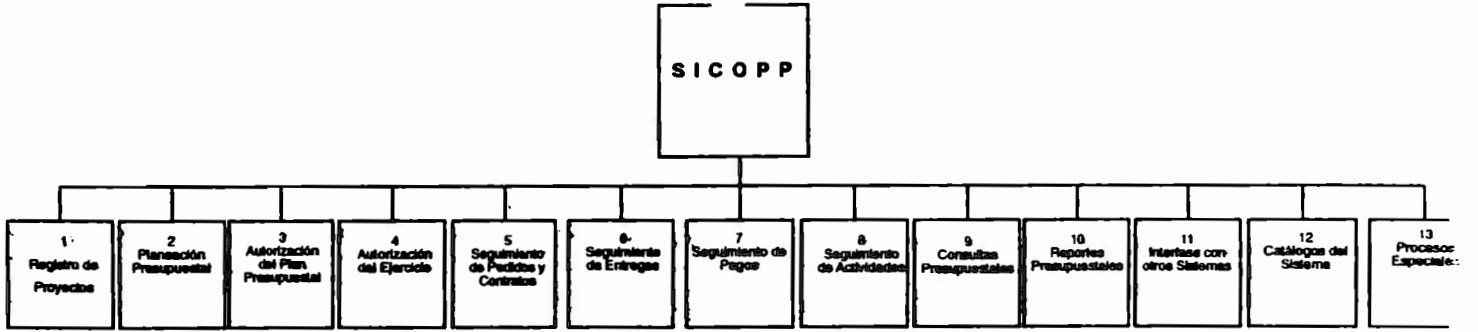 SICOPP
1
Registro de
Proyectos
2
Planeación
Presupuestal
3
Autorización
del Plan
Presupuestal
4
Autorización
del Ejercicio
5
Seguimiento
de Pedidos y
Contratos
6
Seguimiento
de Entregas
7
Seguimiento de
Pagos
8
Seguimiento
de Actividades
9
Consultas
Presupuestales
10
Reportes
Presupuestales
11
Interfase con
otros Sistemas
12
Catálogos del
Sistema
13
Procesos
Especiales